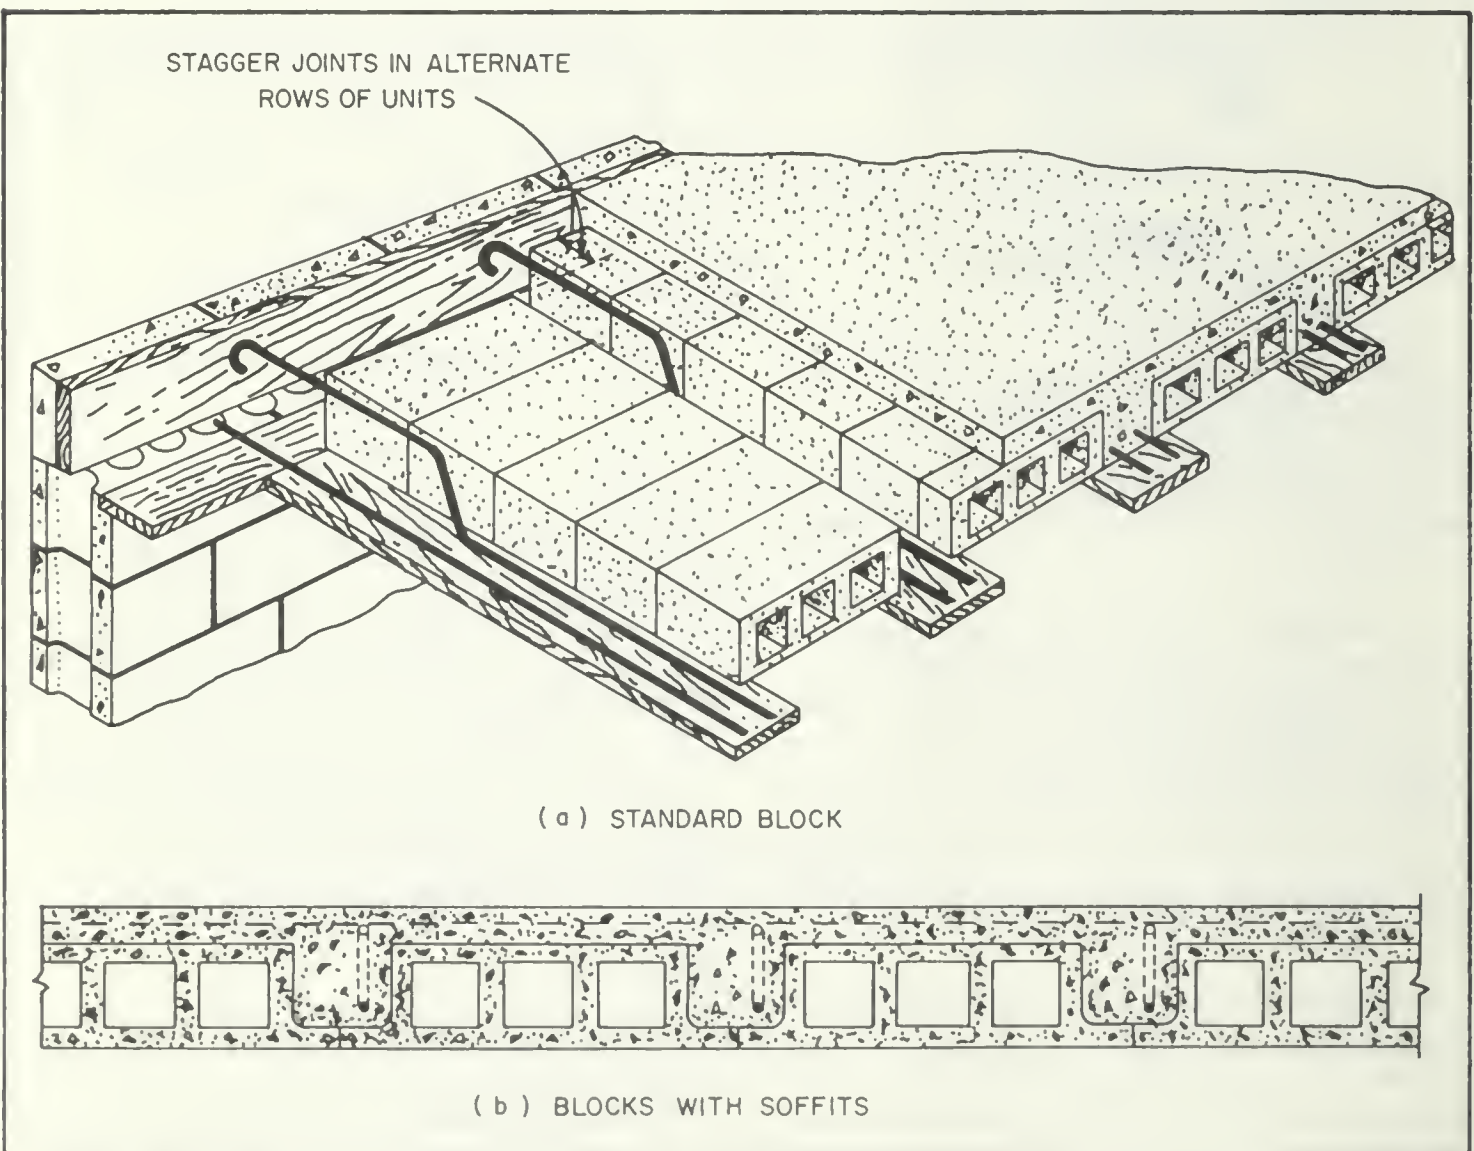 STAGGER JOINTS IN ALTERNATE
ROWS OF UNITS
(a) STANDARD BLOCK
(b) BLOCKS WITH SOFFITS